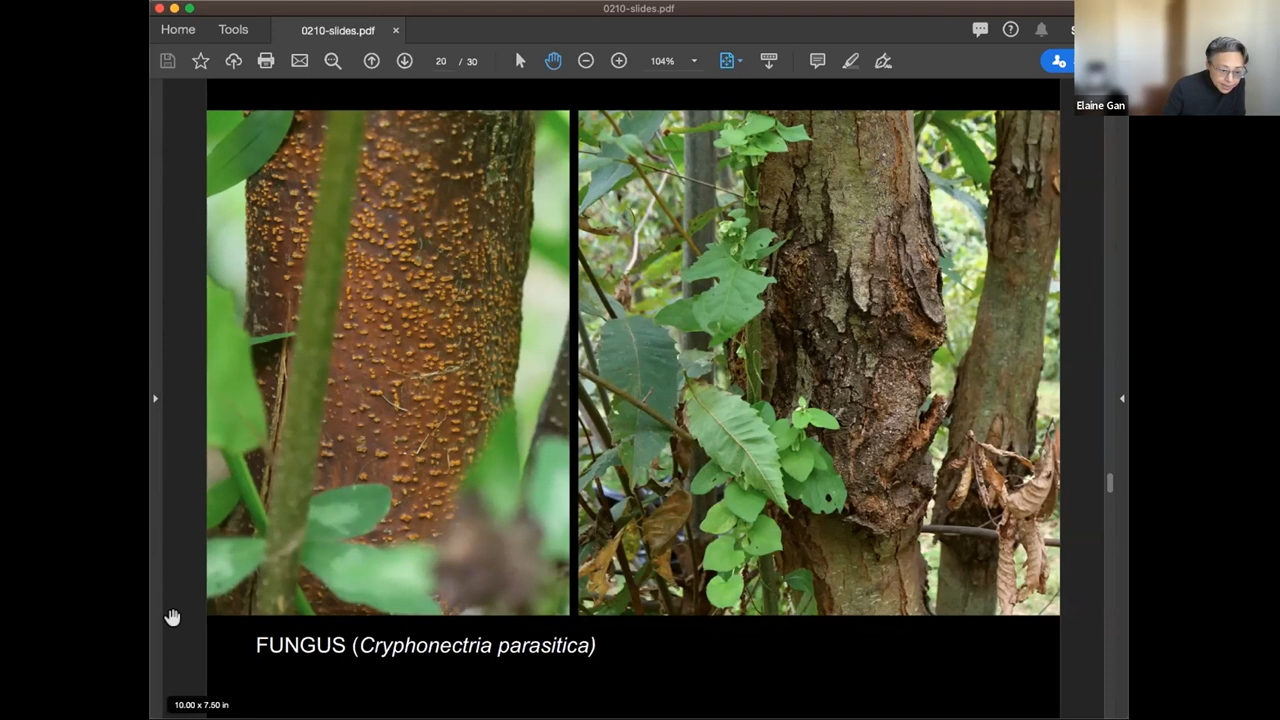 0210-slides.pdf
Home
Tools
0210-slides.pdf
20 / 30
104%
Elaine Gan
FUNGUS (Cryphonectria parasitica)
10.00 x 7.50 in